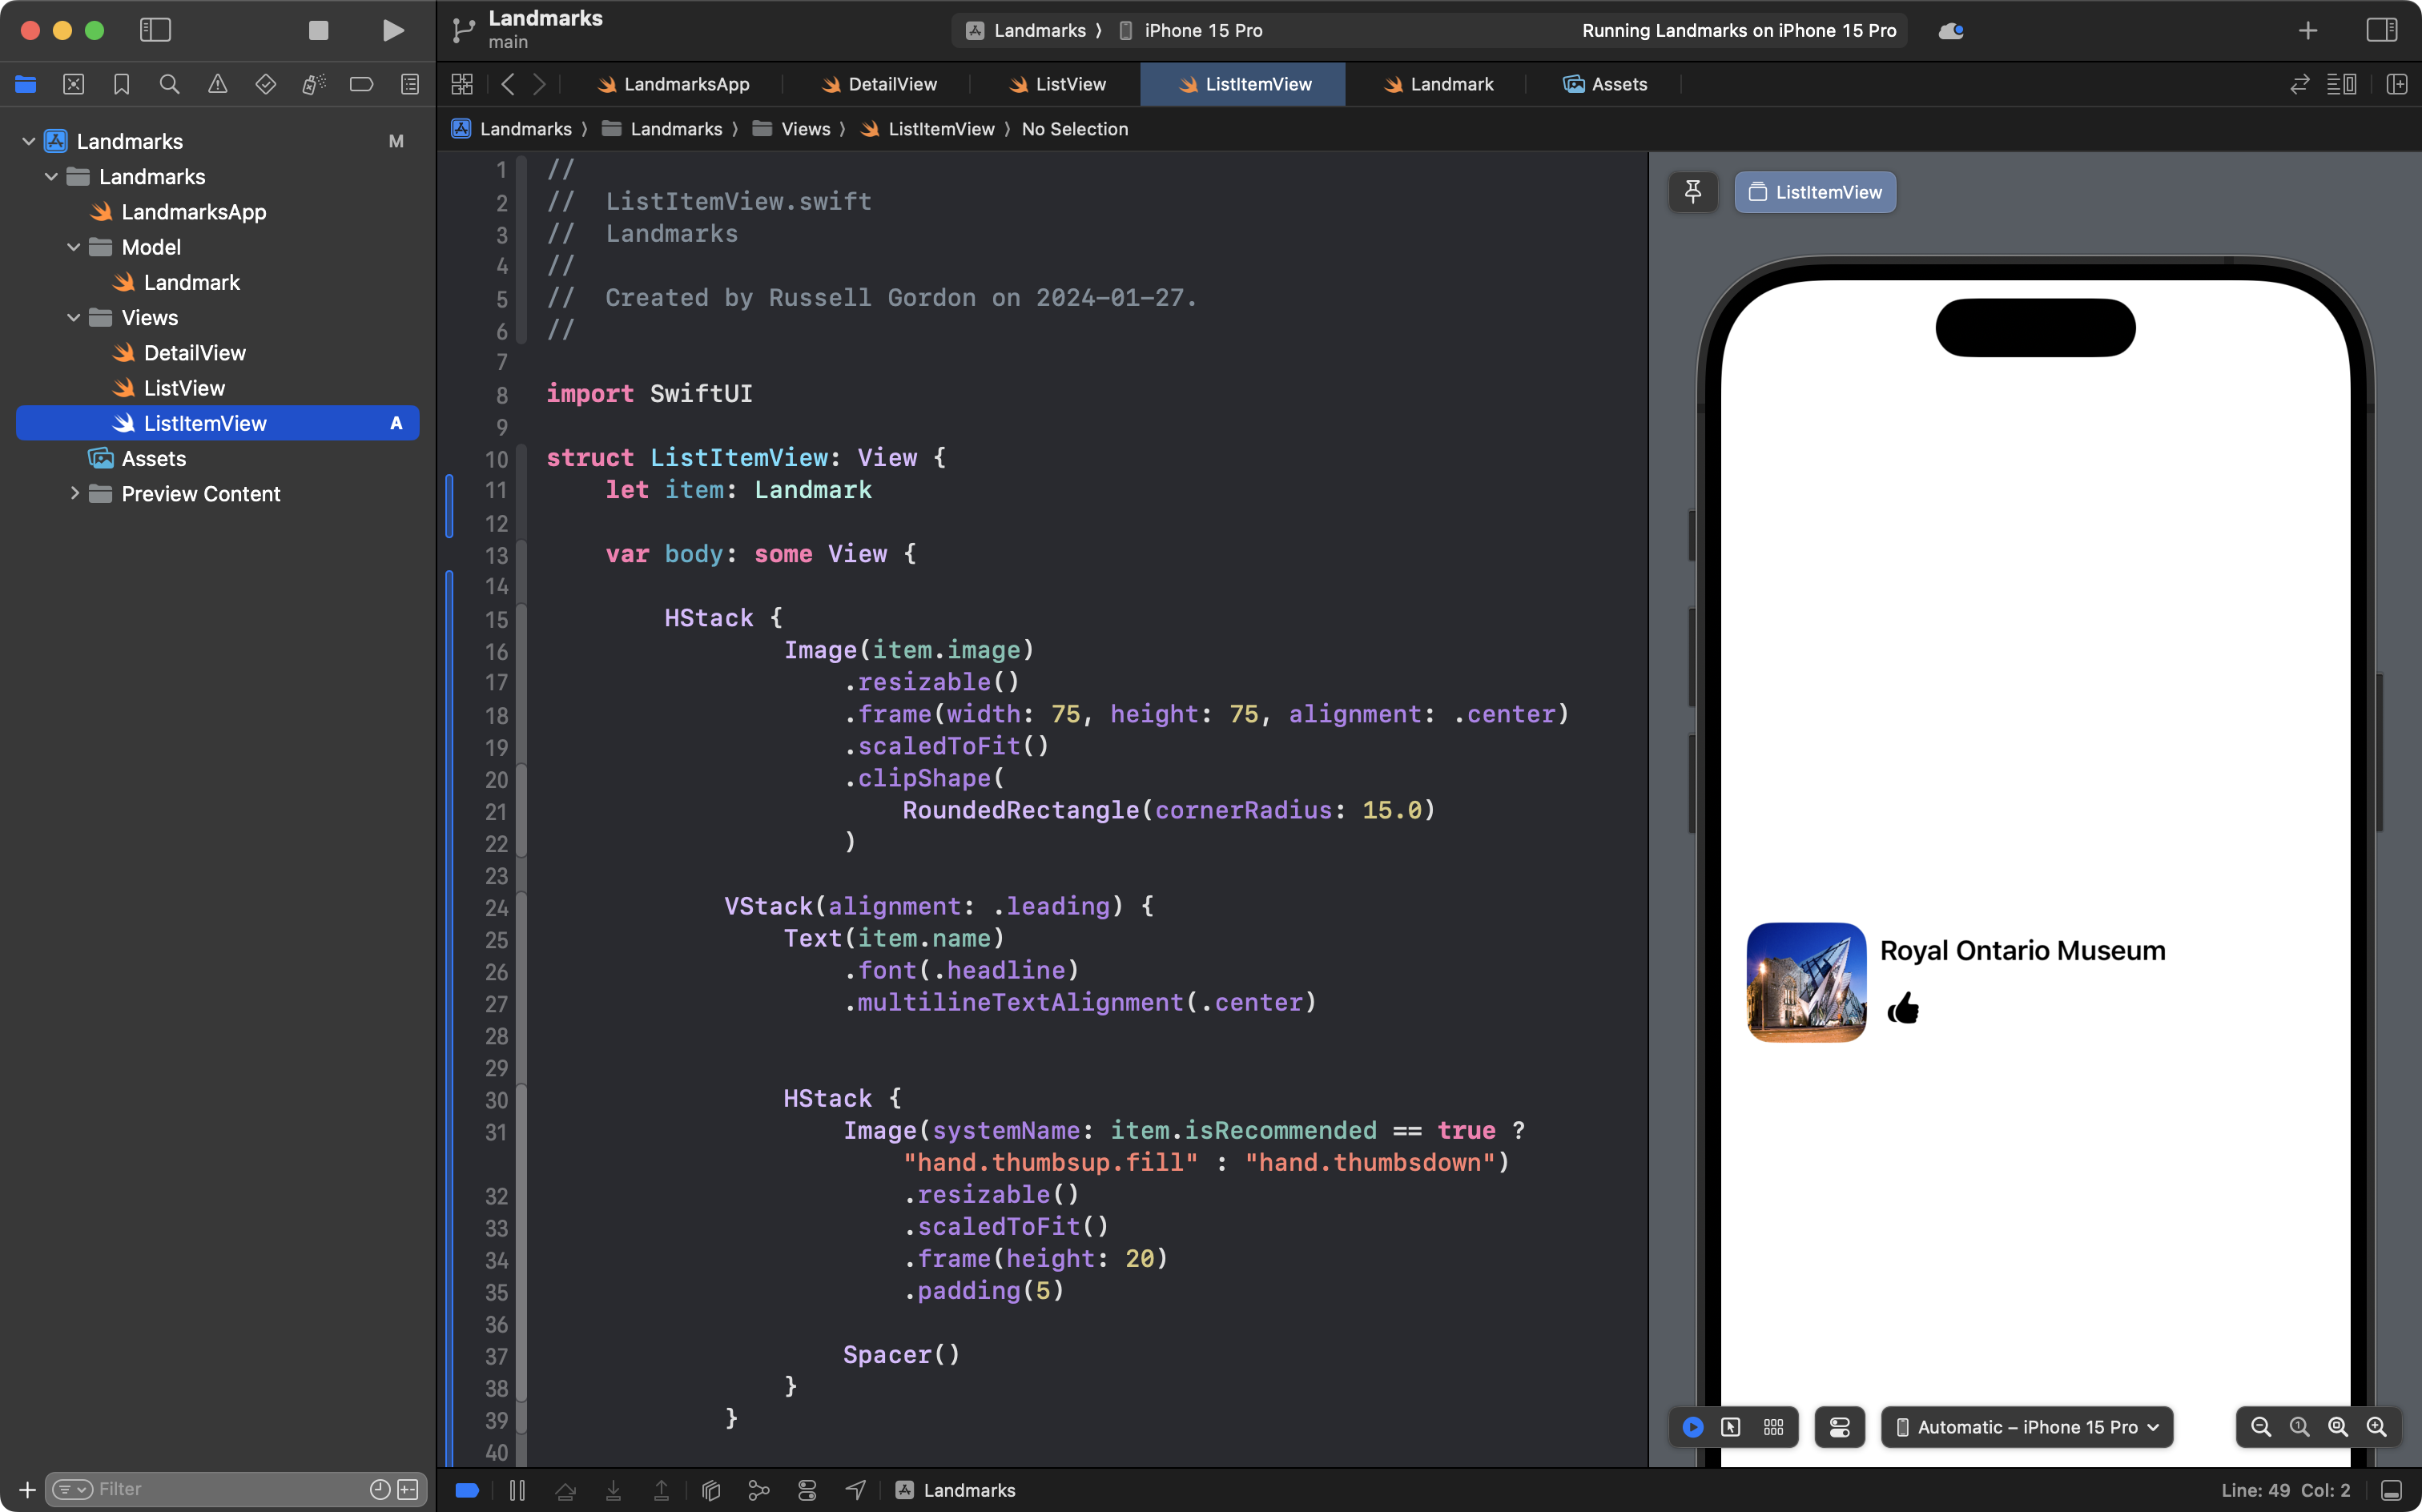 Landmarks
main
Landmarks 〉 iPhone 15 Pro
Running Landmarks on iPhone 15 Pro
LandmarksApp
DetailView
ListView
ListItemView
Landmark
Assets
Landmarks 〉 Landmarks 〉 Views 〉 ListItemView 〉 No Selection
Landmarks M
Landmarks
LandmarksApp
Model
Landmark
Views
DetailView
ListView
ListItemView A
Assets
Preview Content
Filter
1 //
2 //  ListItemView.swift
3 //  Landmarks
4 //
5 //  Created by Russell Gordon on 2024-01-27.
6 //
7
8 import SwiftUI
9
10 struct ListItemView: View {
11     let item: Landmark
12
13     var body: some View {
14
15         HStack {
16                 Image(item.image)
17                     .resizable()
18                     .frame(width: 75, height: 75, alignment: .center)
19                     .scaledToFit()
20                     .clipShape(
21                         RoundedRectangle(cornerRadius: 15.0)
22                     )
23
24             VStack(alignment: .leading) {
25                 Text(item.name)
26                     .font(.headline)
27                     .multilineTextAlignment(.center)
28
29
30                 HStack {
31                     Image(systemName: item.isRecommended == true ?
                        "hand.thumbsup.fill" : "hand.thumbsdown")
32                         .resizable()
33                         .scaledToFit()
34                         .frame(height: 20)
35                         .padding(5)
36
37                     Spacer()
38                 }
39             }
40
ListItemView
Royal Ontario Museum
Automatic – iPhone 15 Pro
Landmarks
Line: 49 Col: 2